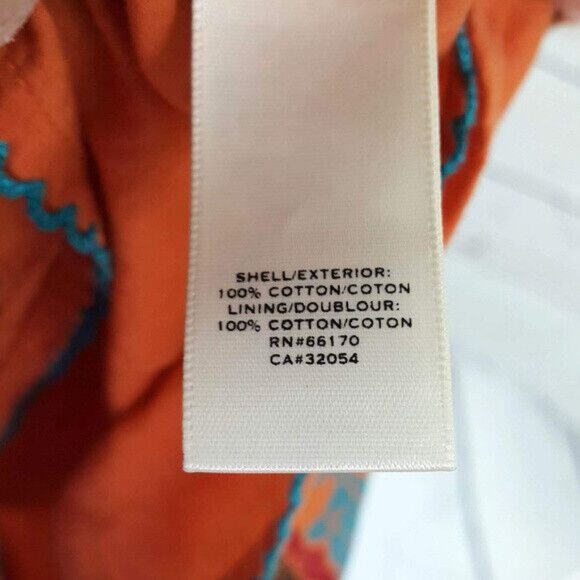 SHELL/EXTERIOR:
100% COTTON/COTON
LINING/DOUBLOUR:
100% COTTON/COTON
RN#66170
CA#32054